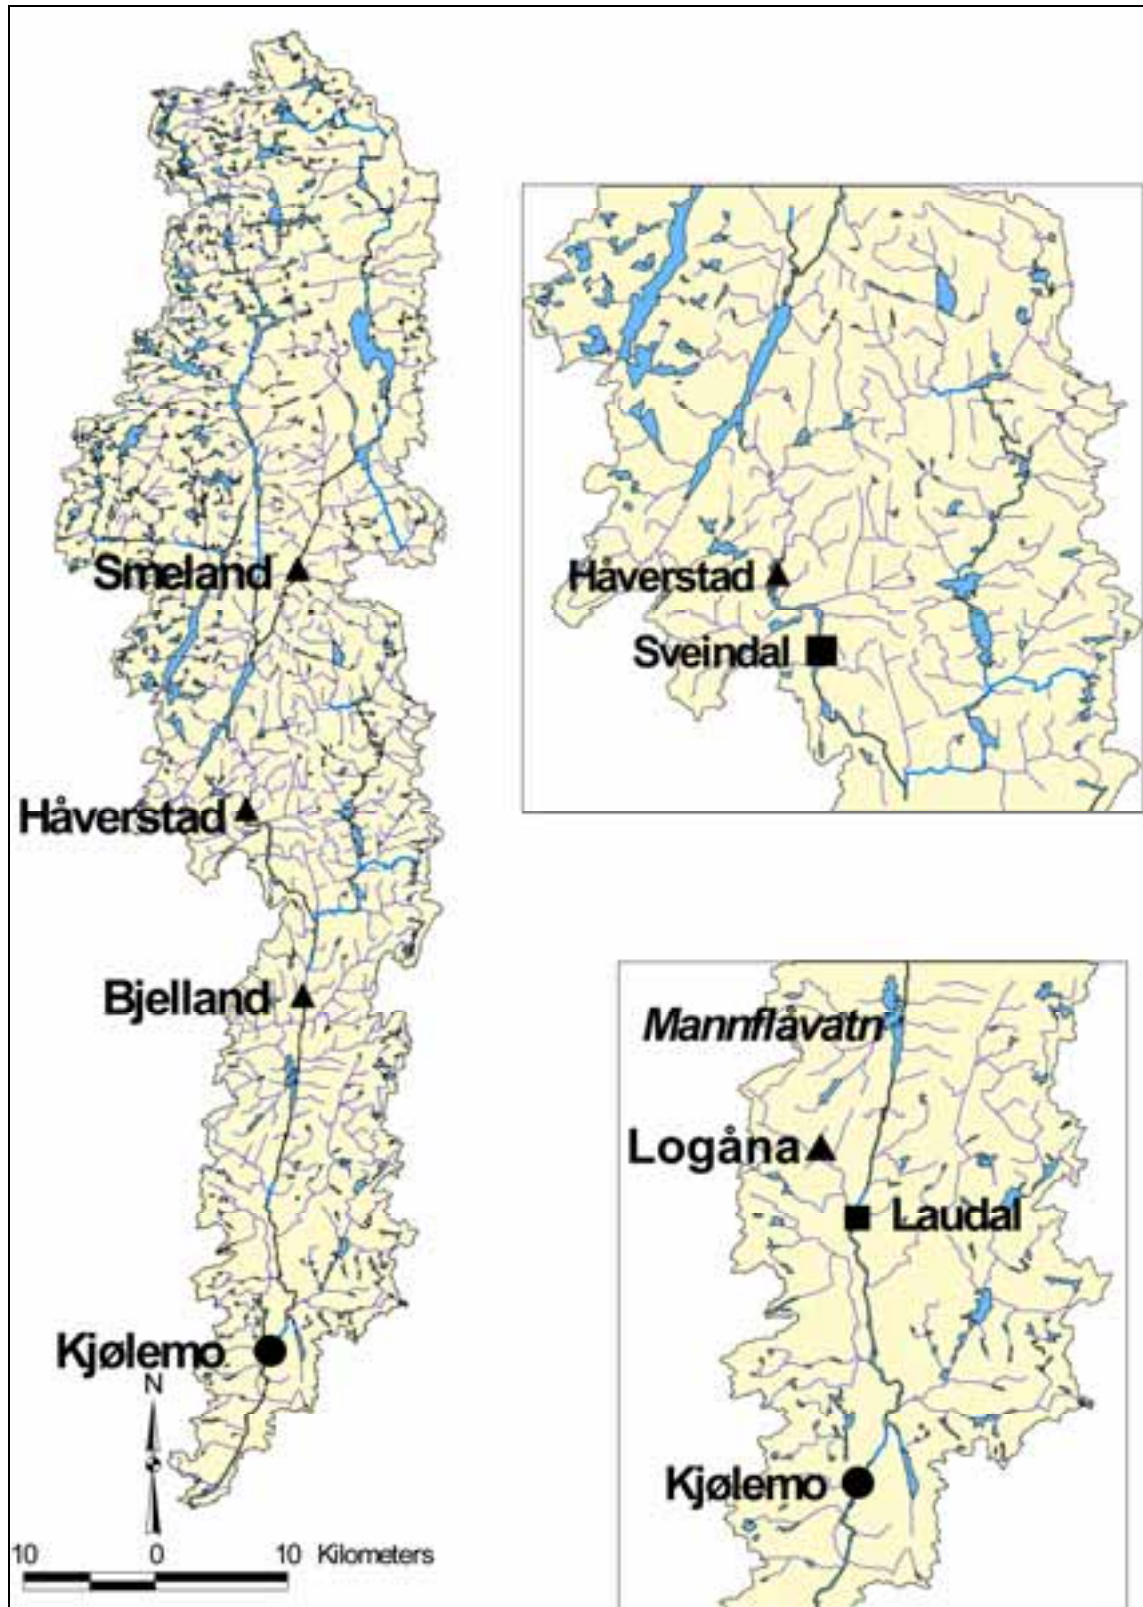 Smeland
Håverstad
Bjelland
Kjølemo
N
10 0 10 Kilometers
Håverstad
Sveindal
Mannflåvatn
Logåna
Laudal
Kjølemo